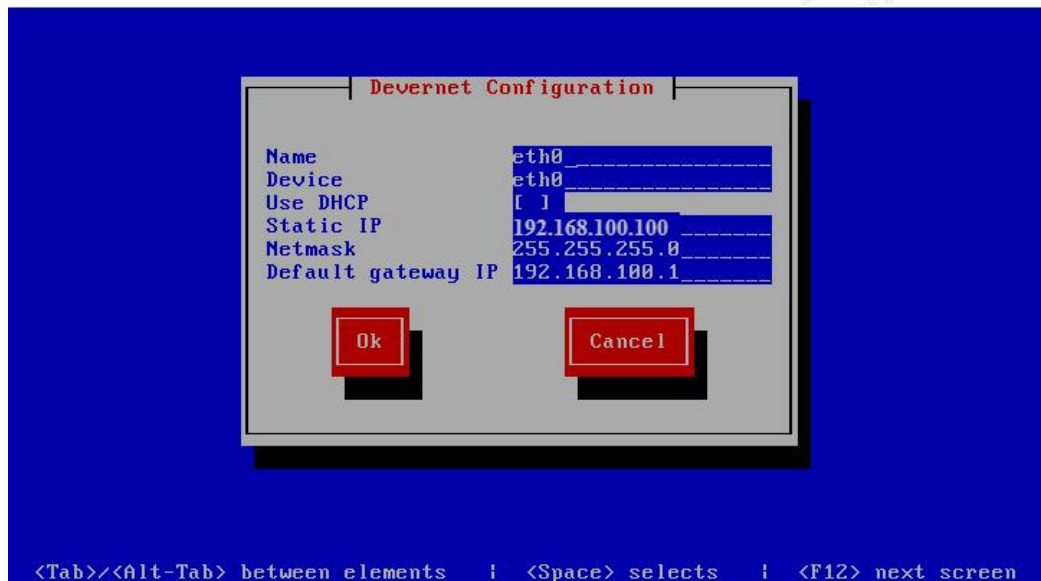 Devernet Configuration
Name eth0
Device eth0
Use DHCP [ ]
Static IP 192.168.100.100
Netmask 255.255.255.0
Default gateway IP 192.168.100.1
Ok Cancel
<Tab>/<Alt-Tab> between elements | <Space> selects | <F12> next screen